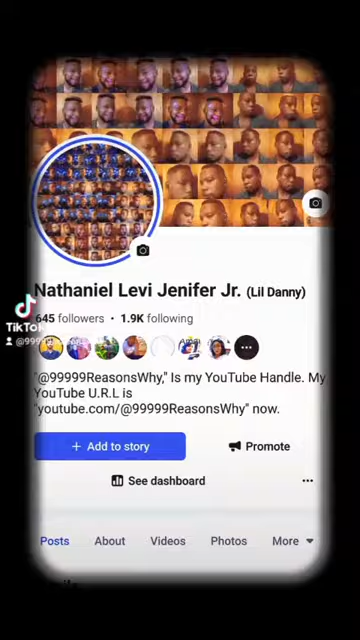 Nathaniel Levi Jenifer Jr. (Lil Danny)
TikTok
645 followers • 1.9K following
"@99999ReasonsWhy," Is my YouTube Handle. My
YouTube U.R.L is
"youtube.com/@99999ReasonsWhy" now.
+ Add to story
Promote
See dashboard
Posts About Videos Photos More